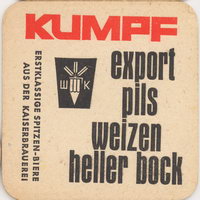 KUMPF
ERSTKLASSIGE SPITZEN-BIERE
AUS DER KAISERBRAUEREI
W K
export
pils
weizen
heller bock